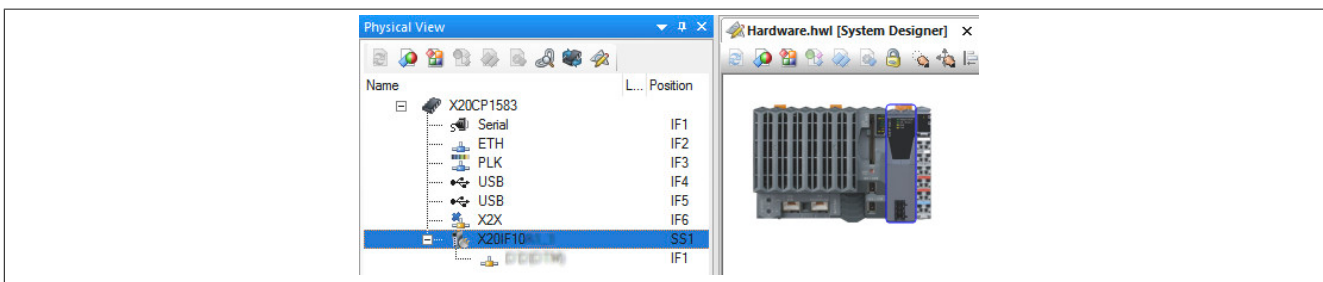 Physical View
Name L... Position
X20CP1583
Serial IF1
ETH IF2
PLK IF3
USB IF4
USB IF5
X2X IF6
SS1
IF1
Hardware.hwl [System Designer]